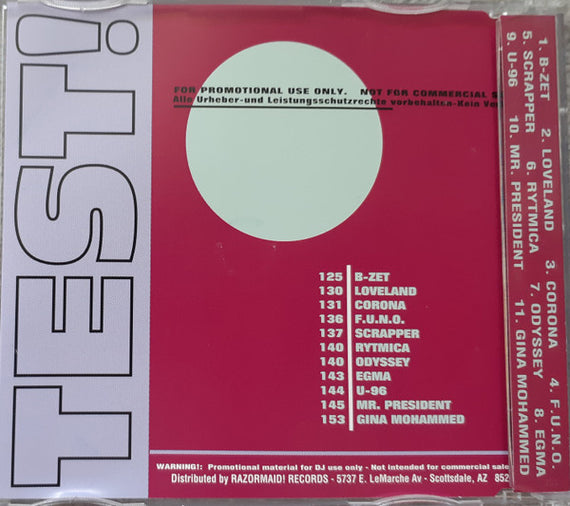 TEST!
FOR PROMOTIONAL USE ONLY. NOT FOR COMMERCIAL
Alle Urheber-und Leistungsschutzrechte vorbehalten-Kein
125 B-ZET
130 LOVELAND
131 CORONA
136 F.U.N.O.
137 SCRAPPER
140 RYTMICA
140 ODYSSEY
143 EGMA
144 U-96
145 MR. PRESIDENT
153 GINA MOHAMMED
WARNING!: Promotional material for DJ use only - Not intended for commercial sale
Distributed by RAZORMAID! RECORDS - 5737 E. LeMarche Av - Scottsdale, AZ
1. B-ZET 2. LOVELAND 3. CORONA 4. F.U.N.O.
5. SCRAPPER 6. RYTMICA 7. ODYSSEY 8. EGMA
9. U-96 10. MR. PRESIDENT 11. GINA MOHAMMED